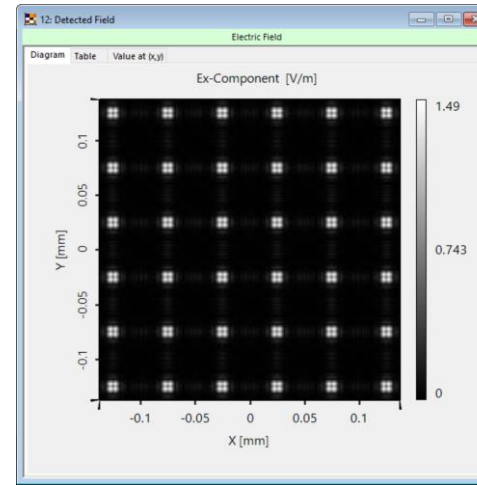 12: Detected Field
Electric Field
Diagram Table Value at (x,y)
Ex-Component [V/m]
1.49
0.743
0
0.1
0.05
0
-0.05
-0.1
Y [mm]
-0.1 -0.05 0 0.05 0.1
X [mm]